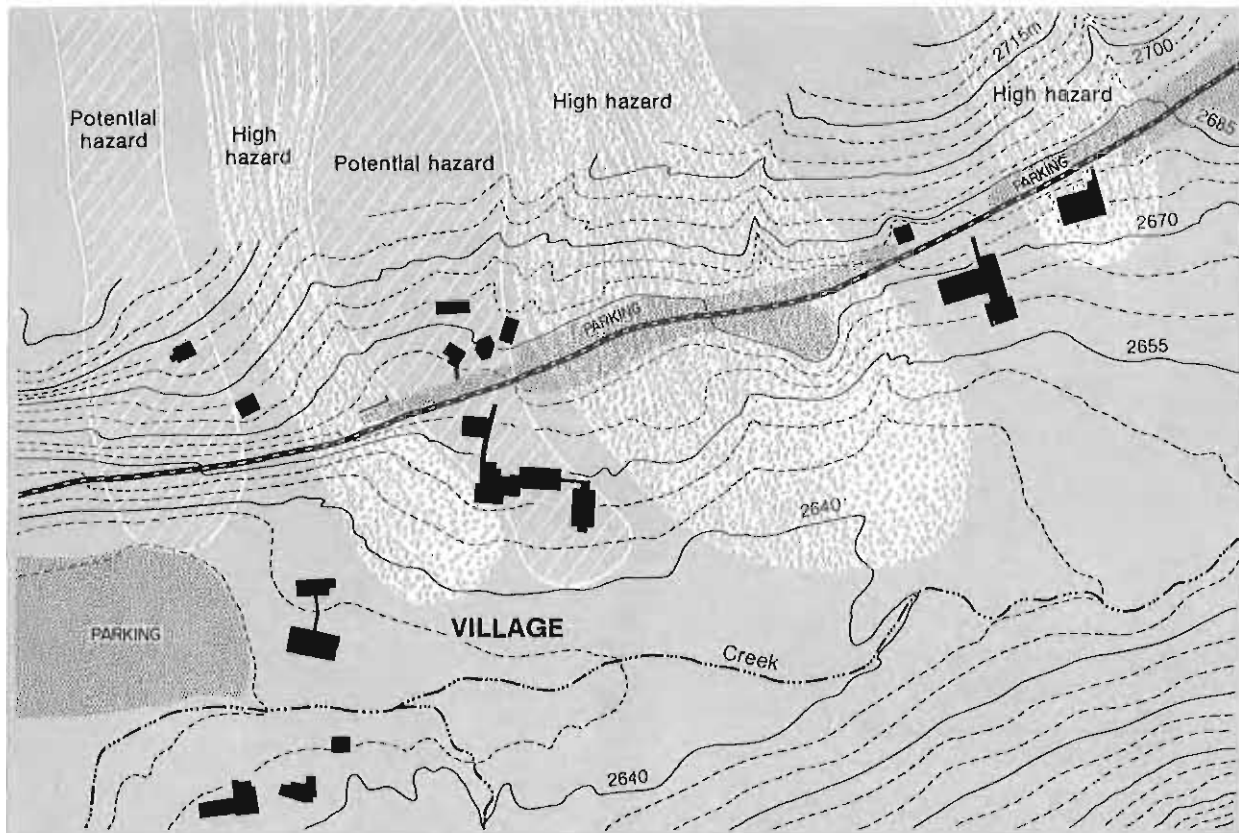 2715m
2700
High hazard
High hazard
Potential
hazard
High
hazard
Potential hazard
2685
PARKING
2670
PARKING
2655
2640
PARKING
VILLAGE
Creek
2640